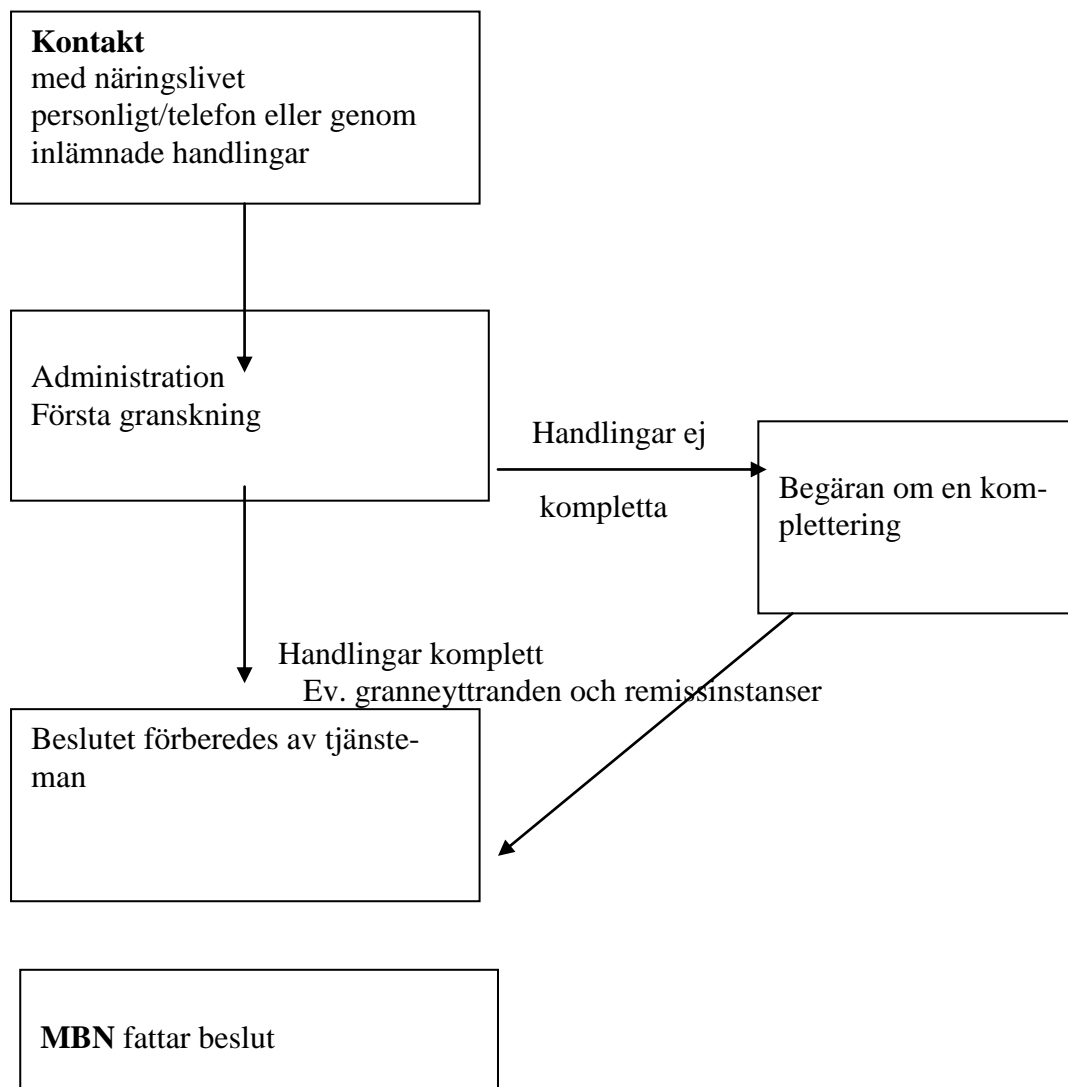 Kontakt
med näringslivet
personligt/telefon eller genom
inlämnade handlingar
Administration
Första granskning
Handlingar ej
kompletta
Begäran om en kom-
plettering
Handlingar komplett
Ev. granneyttranden och remissinstanser
Beslutet förberedes av tjänste-
man
MBN fattar beslut